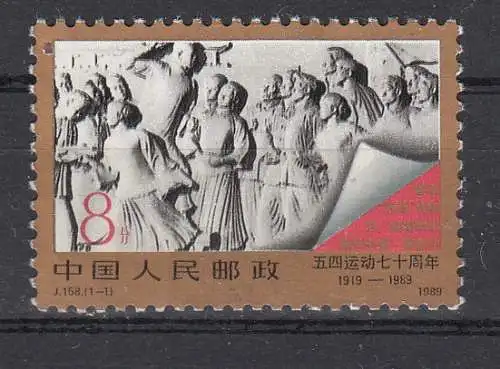 8分
中国人民邮政
五四运动七十周年
1919 — 1989
J.158.(1-1)
1989